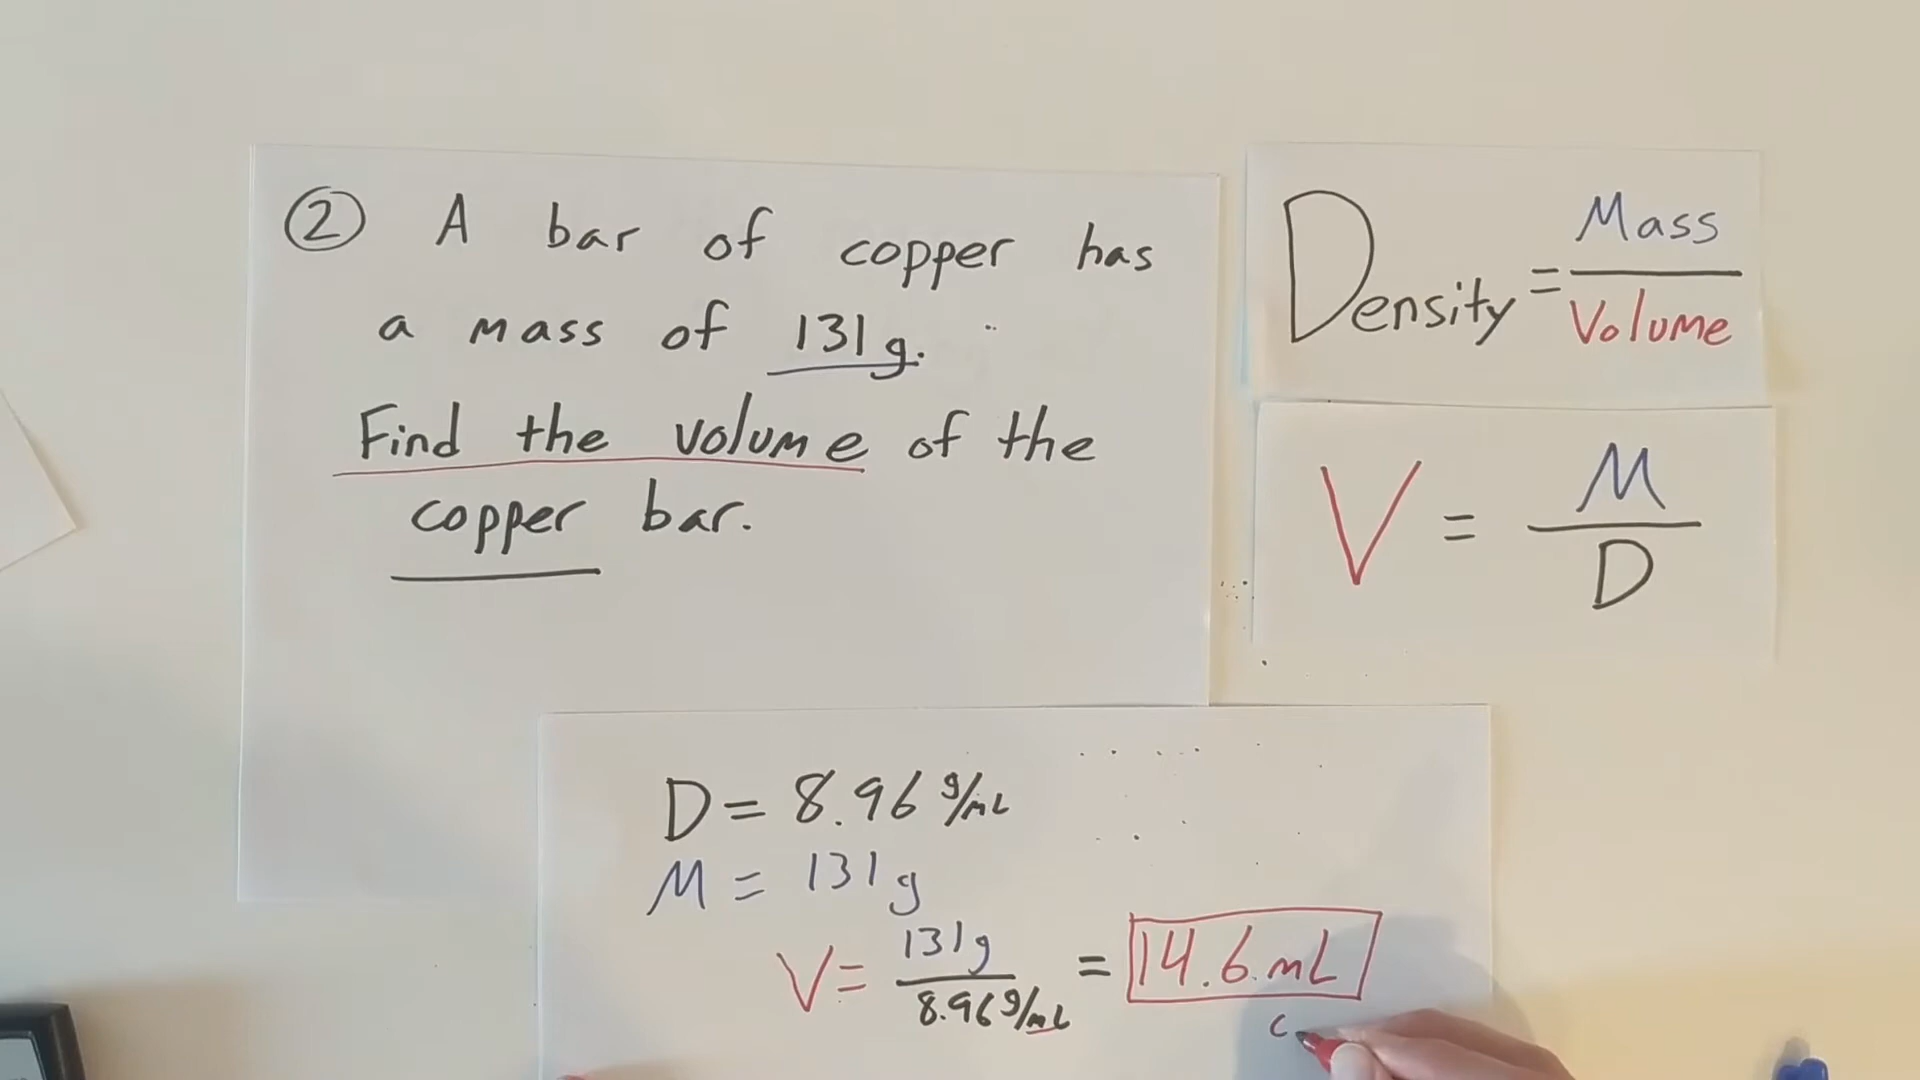 ② A bar of copper has
a mass of 131g.
Find the volume of the
copper bar.
Density = Mass / Volume
V = M / D
D = 8.96 g/mL
M = 131g
V = 131g / 8.96 g/mL = 14.6 mL
c